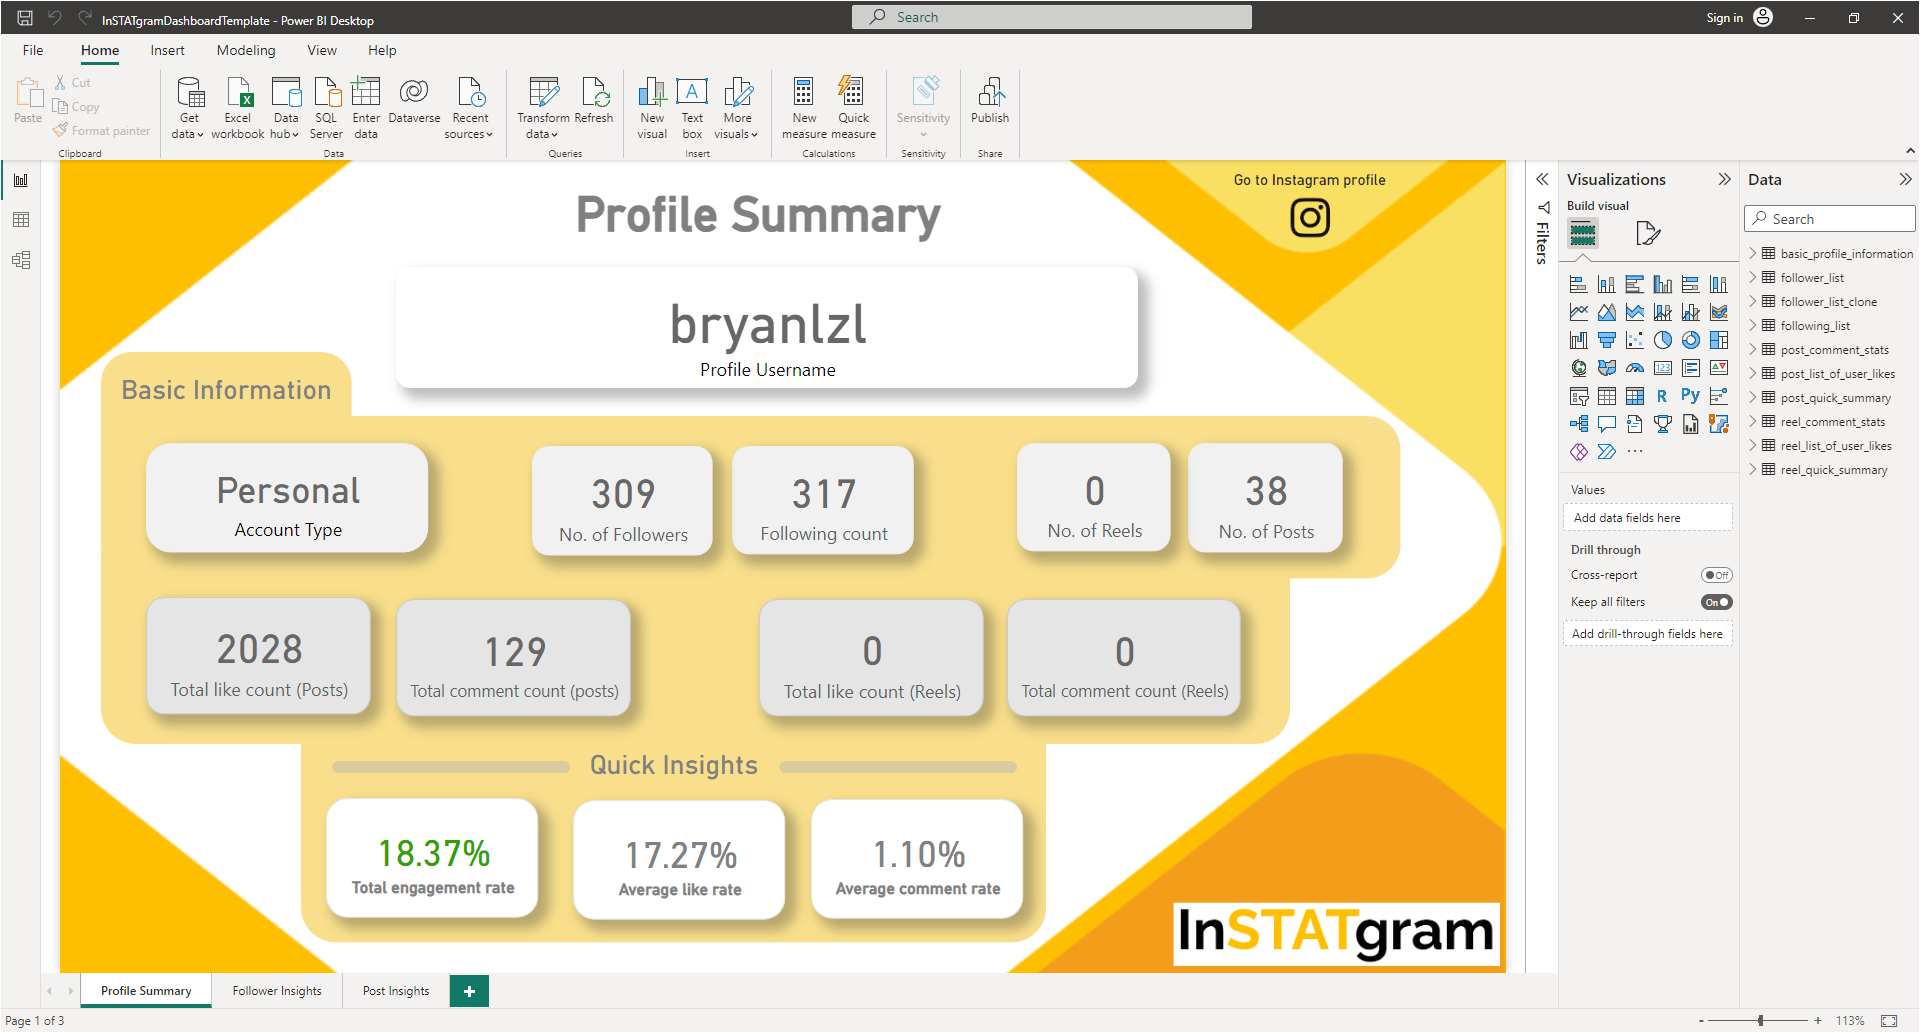 InSTATgramDashboardTemplate - Power BI Desktop
Search
Sign in
File Home Insert Modeling View Help
Paste
Cut
Copy
Format painter
Clipboard
Get data
Excel workbook
Data hub
SQL Server
Enter data
Dataverse
Recent sources
Data
Transform data
Refresh
Queries
New visual
Text box
More visuals
Insert
New measure
Quick measure
Calculations
Sensitivity
Sensitivity
Publish
Share
Profile Summary
Go to Instagram profile
bryanlzl
Profile Username
Basic Information
Personal
Account Type
309
No. of Followers
317
Following count
0
No. of Reels
38
No. of Posts
2028
Total like count (Posts)
129
Total comment count (posts)
0
Total like count (Reels)
0
Total comment count (Reels)
Quick Insights
18.37%
Total engagement rate
17.27%
Average like rate
1.10%
Average comment rate
InSTATgram
Filters
Visualizations
Build visual
123
R
Py
Values
Add data fields here
Drill through
Cross-report
Off
Keep all filters
On
Add drill-through fields here
Data
Search
basic_profile_information
follower_list
follower_list_clone
following_list
post_comment_stats
post_list_of_user_likes
post_quick_summary
reel_comment_stats
reel_list_of_user_likes
reel_quick_summary
Profile Summary
Follower Insights
Post Insights
+
Page 1 of 3
- + 113%